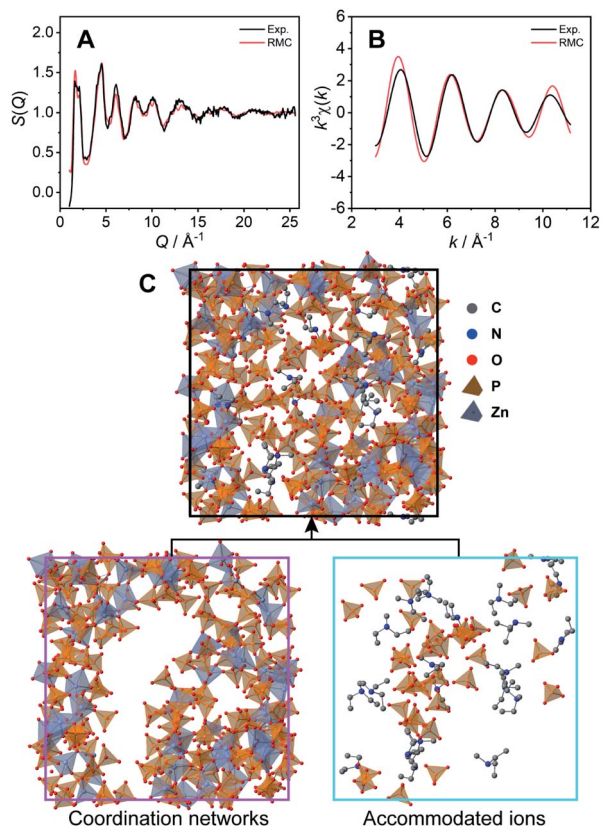 A
Exp.
RMC
S(Q)
2.0
1.5
1.0
0.5
0.0
0
5
10
15
20
25
Q / Å⁻¹
B
Exp.
RMC
k³χ(k)
6
4
2
0
-2
-4
-6
2
4
6
8
10
12
k / Å⁻¹
C
C
N
O
P
Zn
Coordination networks
Accommodated ions